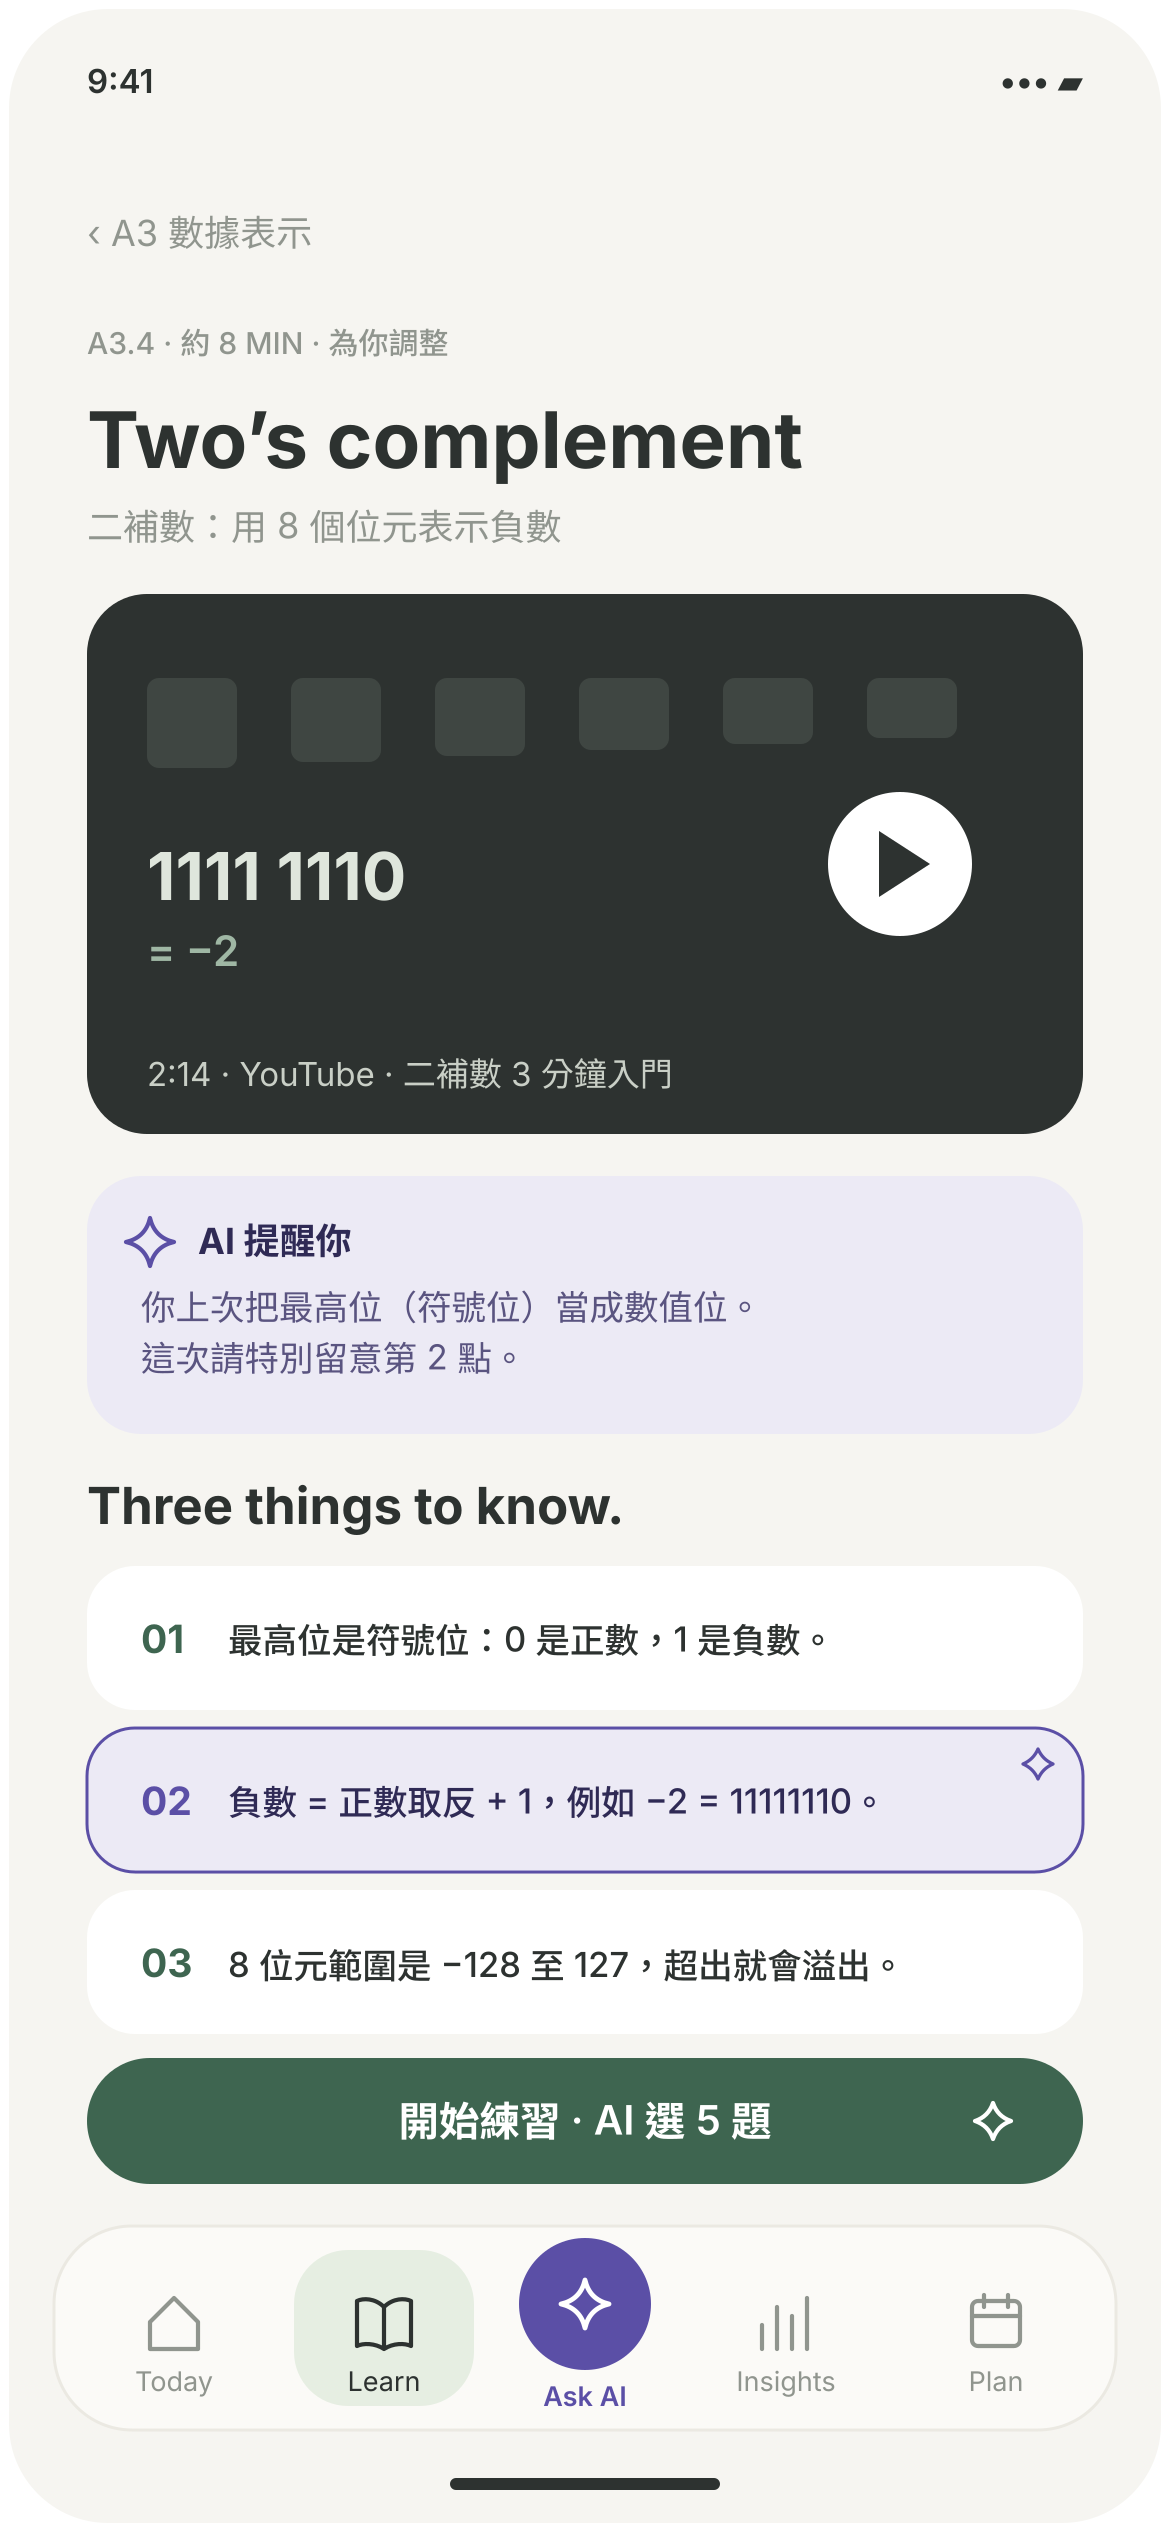 9:41
‹ A3 數據表示
A3.4 · 約 8 MIN · 為你調整
Two’s complement
二補數：用 8 個位元表示負數
1111 1110
= −2
2:14 · YouTube · 二補數 3 分鐘入門
AI 提醒你
你上次把最高位（符號位）當成數值位。
這次請特別留意第 2 點。
Three things to know.
01 最高位是符號位：0 是正數，1 是負數。
02 負數 = 正數取反 + 1，例如 −2 = 11111110。
03 8 位元範圍是 −128 至 127，超出就會溢出。
開始練習 · AI 選 5 題
Today Learn Ask AI Insights Plan